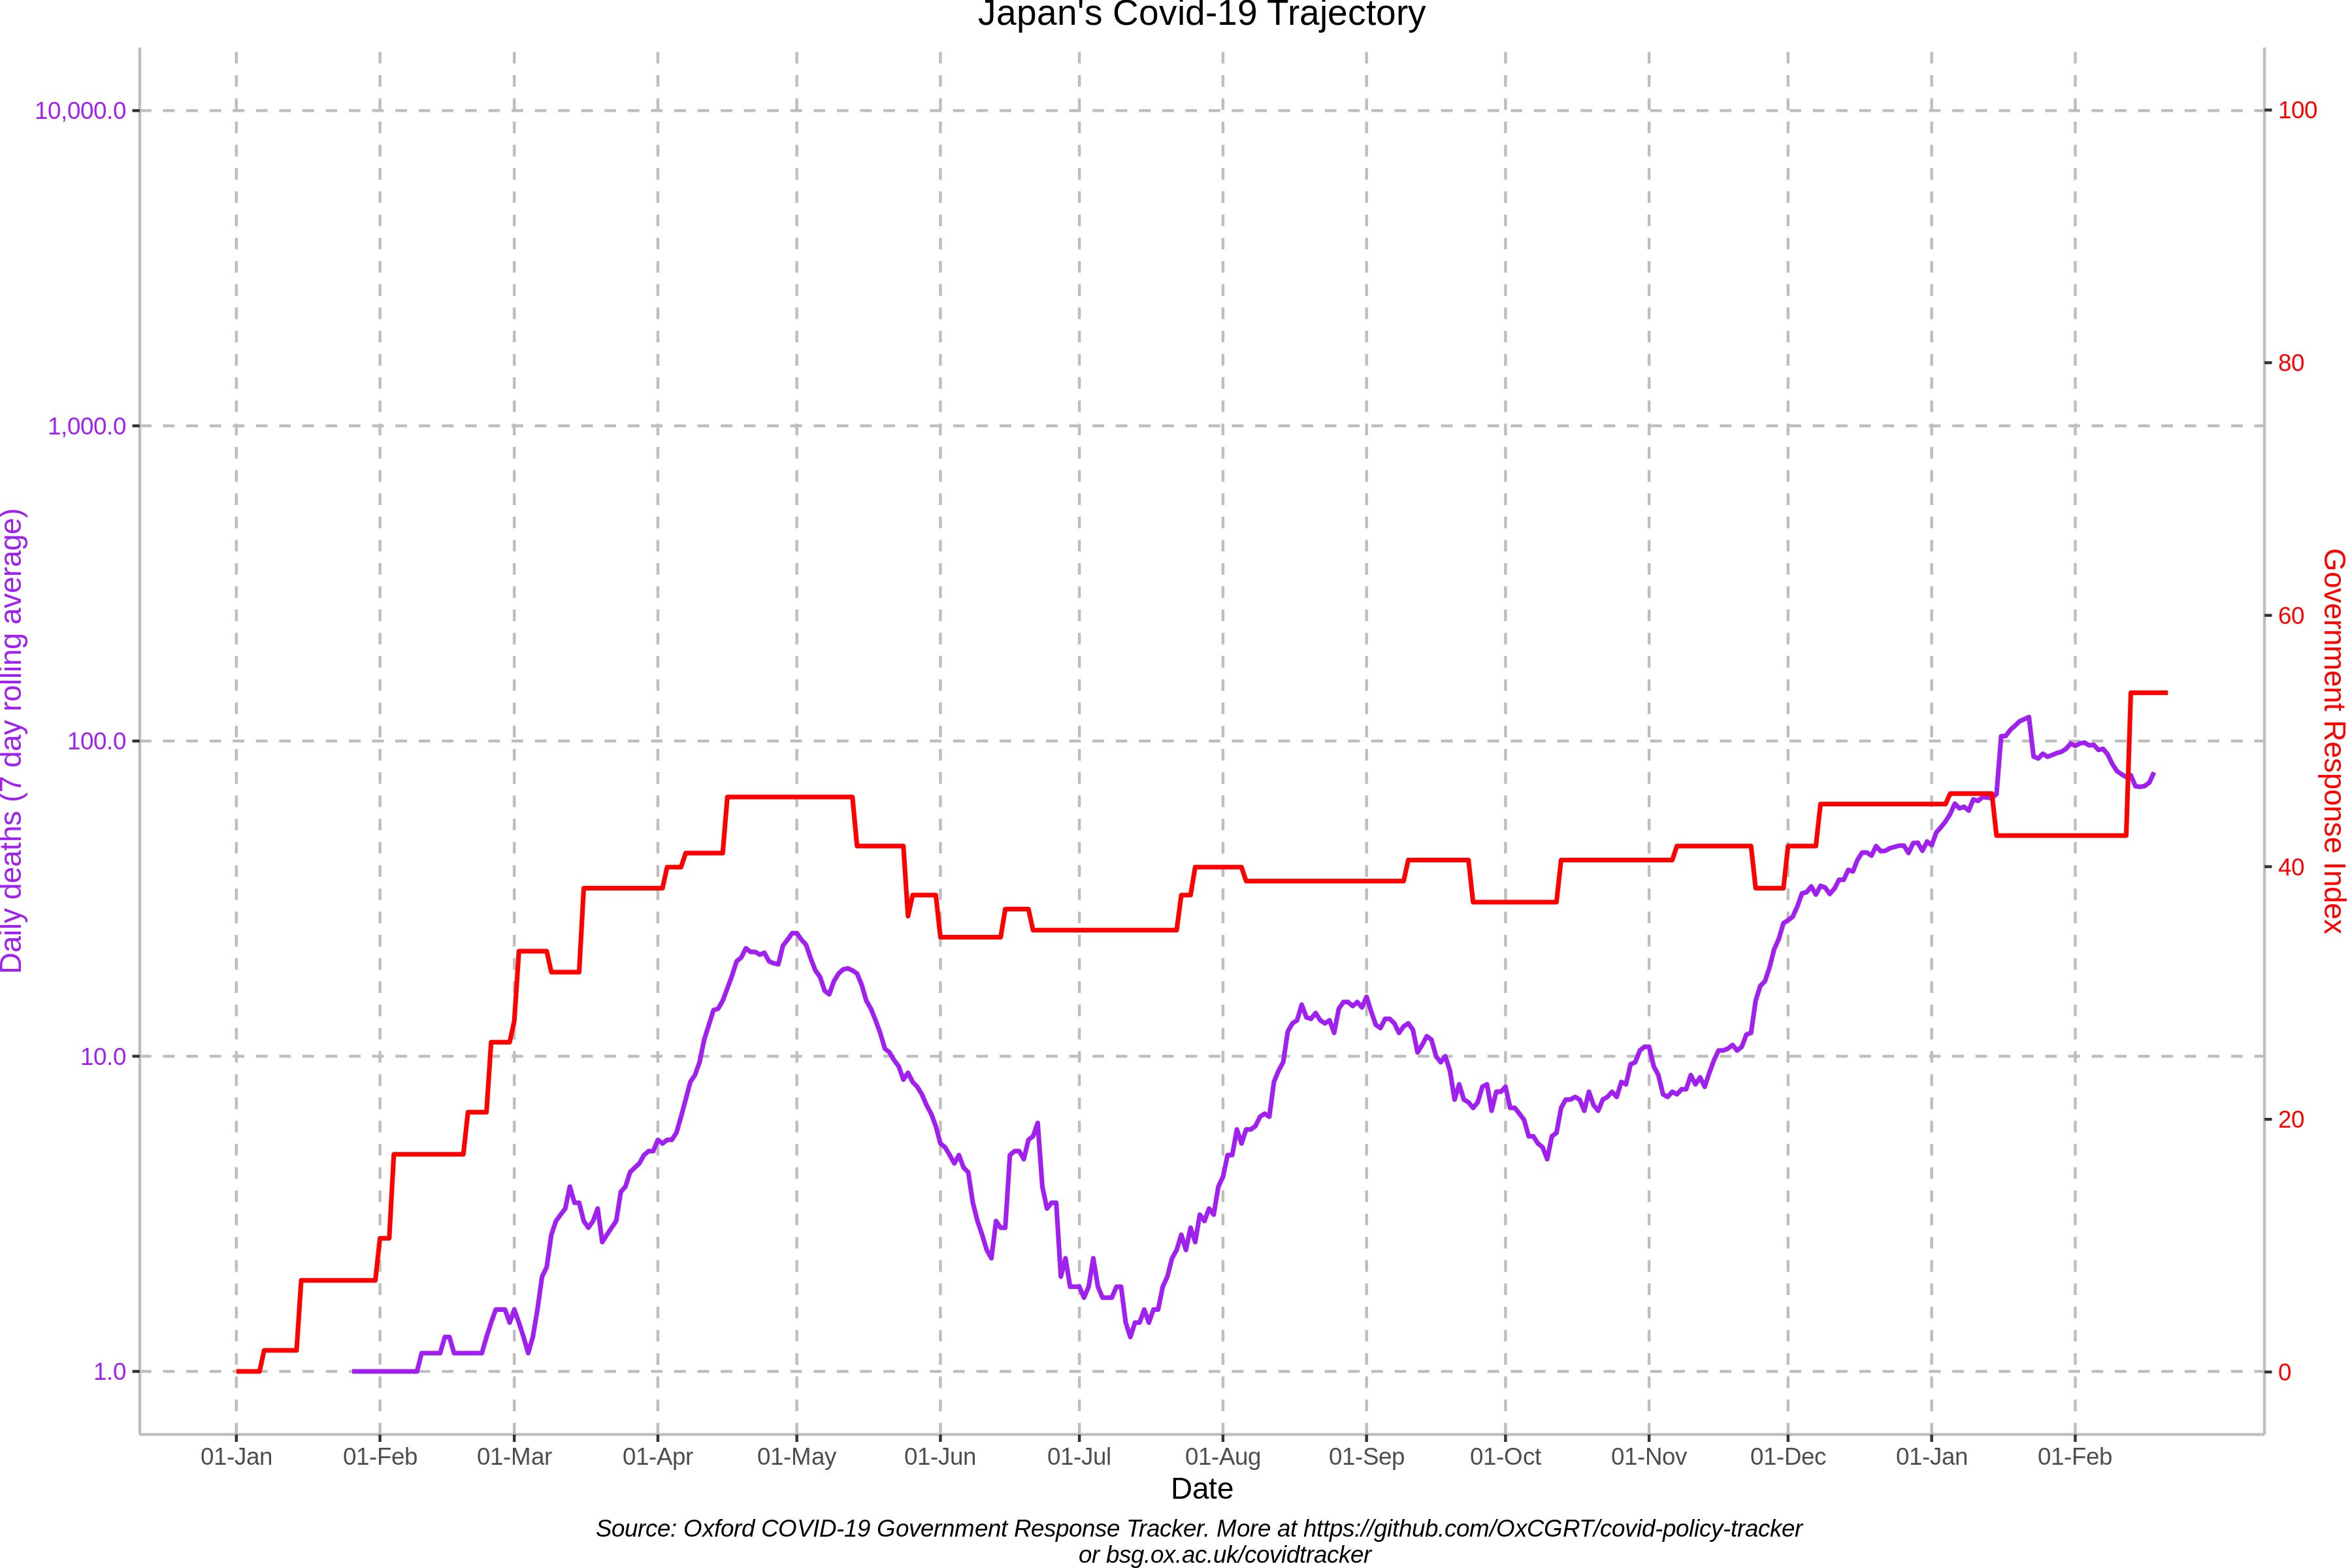 Japan's Covid-19 Trajectory
10,000.0
1,000.0
100.0
10.0
1.0
Daily deaths (7 day rolling average)
100
80
60
40
20
0
Government Response Index
01-Jan 01-Feb 01-Mar 01-Apr 01-May 01-Jun 01-Jul 01-Aug 01-Sep 01-Oct 01-Nov 01-Dec 01-Jan 01-Feb
Date
Source: Oxford COVID-19 Government Response Tracker. More at https://github.com/OxCGRT/covid-policy-tracker
or bsg.ox.ac.uk/covidtracker